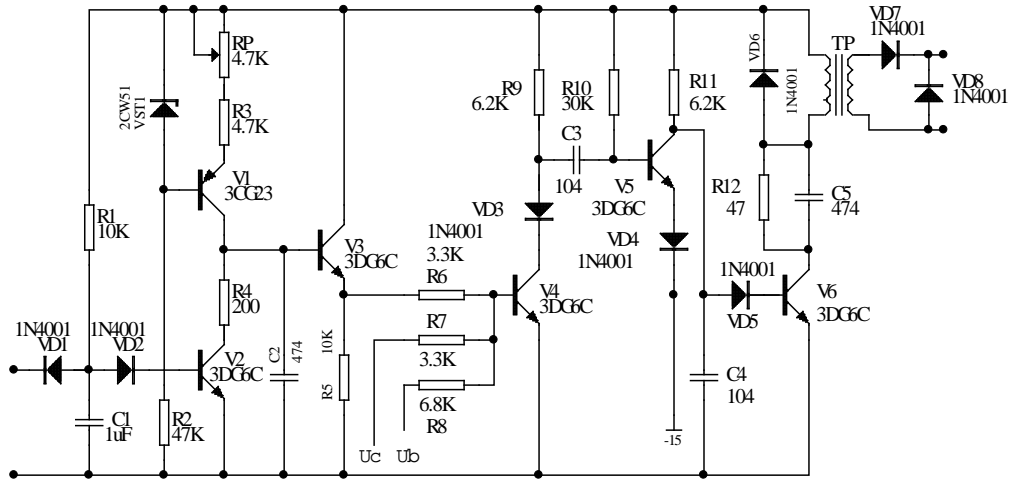 VD7
1N4001
TP
VD8
1N4001
VD6
1N4001
RP
4.7K
R3
4.7K
2CW51
VST1
R9
6.2K
R10
30K
R11
6.2K
C3
104
V1
3CG23
V5
3DG6C
R12
47
C5
474
R1
10K
VD3
1N4001
VD4
1N4001
V3
3DG6C
3.3K
R6
V4
3DG6C
1N4001
VD5
V6
3DG6C
R4
200
R7
3.3K
1N4001
VD1
1N4001
VD2
V2
3DG6C
C2
474
10K
R5
6.8K
R8
C4
104
C1
1uF
R2
47K
Uc
Ub
-15